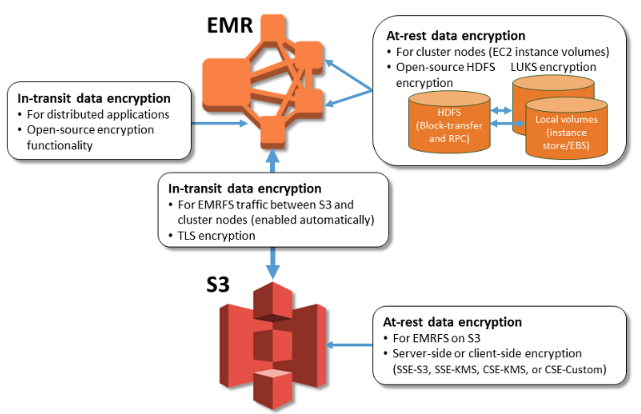 EMR
At-rest data encryption
• For cluster nodes (EC2 instance volumes)
• Open-source HDFS LUKS encryption
encryption
HDFS
(Block-transfer
and RPC)
Local volumes
(instance
store/EBS)
In-transit data encryption
• For distributed applications
• Open-source encryption
functionality
In-transit data encryption
• For EMRFS traffic between S3 and
cluster nodes (enabled automatically)
• TLS encryption
S3
At-rest data encryption
• For EMRFS on S3
• Server-side or client-side encryption
(SSE-S3, SSE-KMS, CSE-KMS, or CSE-Custom)